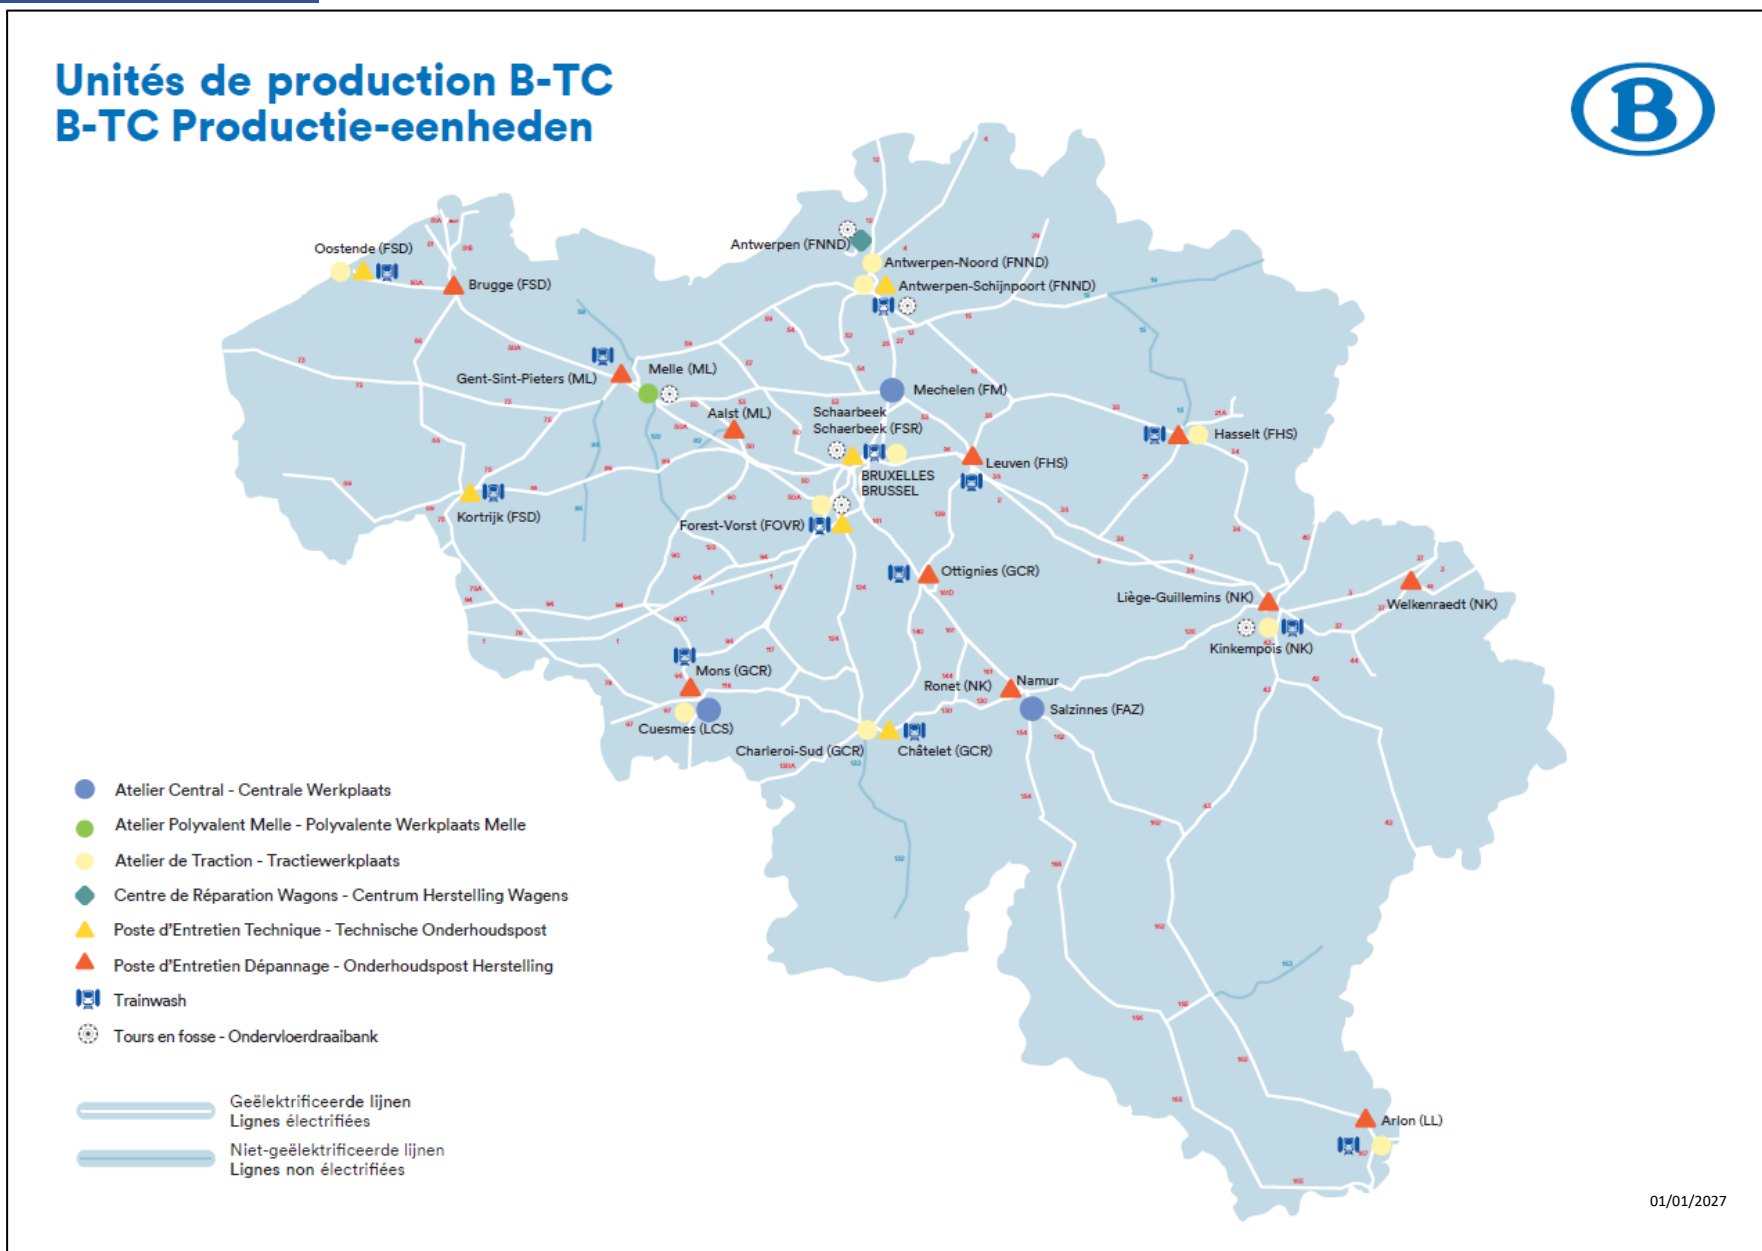 Unités de production B-TC
B-TC Productie-eenheden
B
Oostende (FSD)
Brugge (FSD)
Antwerpen (FNND)
Antwerpen-Noord (FNND)
Antwerpen-Schijnpoort (FNND)
Gent-Sint-Pieters (ML)
Melle (ML)
Mechelen (FM)
Aalst (ML)
Schaarbeek
Schaerbeek (FSR)
Hasselt (FHS)
Leuven (FHS)
BRUXELLES
BRUSSEL
Kortrijk (FSD)
Forest-Vorst (FOVR)
Ottignies (GCR)
Liège-Guillemins (NK)
Welkenraedt (NK)
Kinkempois (NK)
Mons (GCR)
Ronet (NK)
Namur
Salzinnes (FAZ)
Cuesmes (LCS)
Charleroi-Sud (GCR)
Châtelet (GCR)
Atelier Central - Centrale Werkplaats
Atelier Polyvalent Melle - Polyvalente Werkplaats Melle
Atelier de Traction - Tractiewerkplaats
Centre de Réparation Wagons - Centrum Herstelling Wagens
Poste d'Entretien Technique - Technische Onderhoudspost
Poste d'Entretien Dépannage - Onderhoudspost Herstelling
Trainwash
Tours en fosse - Ondervloerdraaibank
Geëlektrificeerde lijnen
Lignes électrifiées
Niet-geëlektrificeerde lijnen
Lignes non électrifiées
Arlon (LL)
01/01/2027